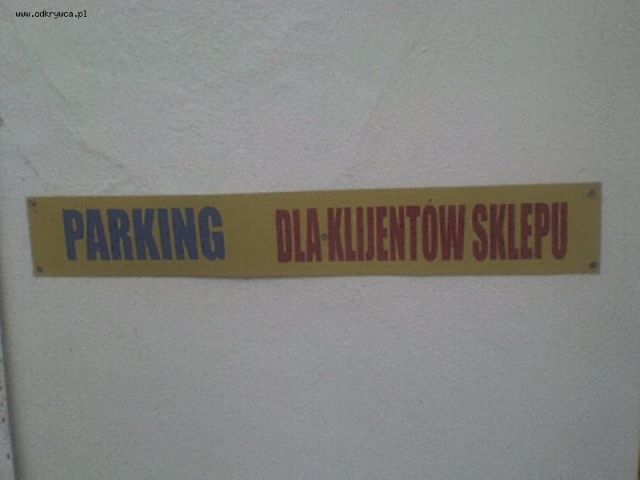 www.odkrywca.pl
PARKING DLA KLIJENTÓW SKLEPU